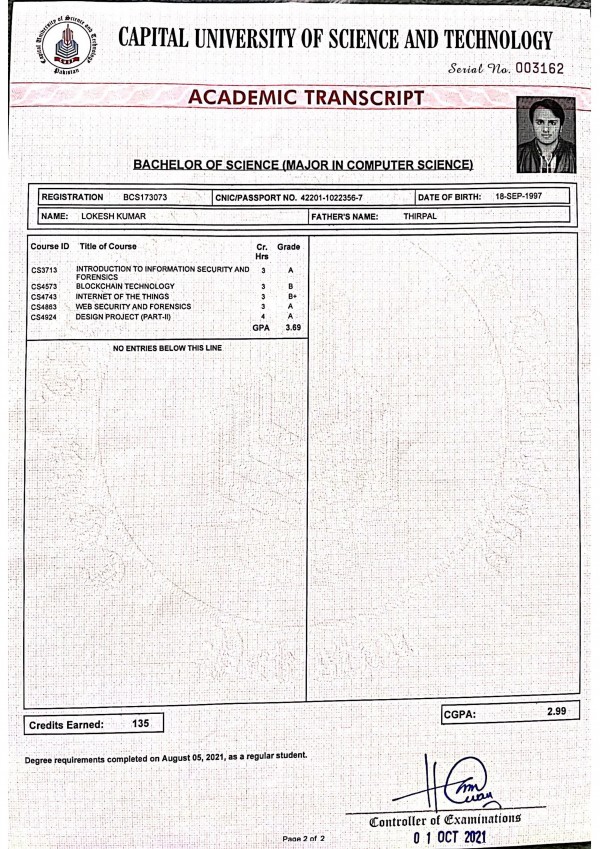 Capital University of Science and Technology
Pakistan
CAPITAL UNIVERSITY OF SCIENCE AND TECHNOLOGY
Serial No. 003162
ACADEMIC TRANSCRIPT
BACHELOR OF SCIENCE (MAJOR IN COMPUTER SCIENCE)
REGISTRATION BCS173073 CNIC/PASSPORT NO. 42201-1022356-7 DATE OF BIRTH: 18-SEP-1997
NAME: LOKESH KUMAR FATHER'S NAME: THIRPAL
Course ID Title of Course Cr. Hrs Grade
CS3713 INTRODUCTION TO INFORMATION SECURITY AND FORENSICS 3 A
CS4573 BLOCKCHAIN TECHNOLOGY 3 B
CS4743 INTERNET OF THE THINGS 3 B+
CS4863 WEB SECURITY AND FORENSICS 3 A
CS4924 DESIGN PROJECT (PART-II) 4 A
GPA 3.69
NO ENTRIES BELOW THIS LINE
Credits Earned: 135
CGPA: 2.99
Degree requirements completed on August 05, 2021, as a regular student.
Controller of Examinations
Page 2 of 2
0 1 OCT 2021